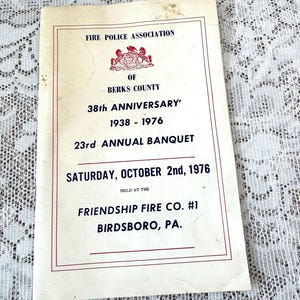 FIRE POLICE ASSOCIATION
OF
BERKS COUNTY
38th ANNIVERSARY'
1938 - 1976
23rd ANNUAL BANQUET
SATURDAY, OCTOBER 2nd, 1976
HELD AT THE
FRIENDSHIP FIRE CO. #1
BIRDSBORO, PA.